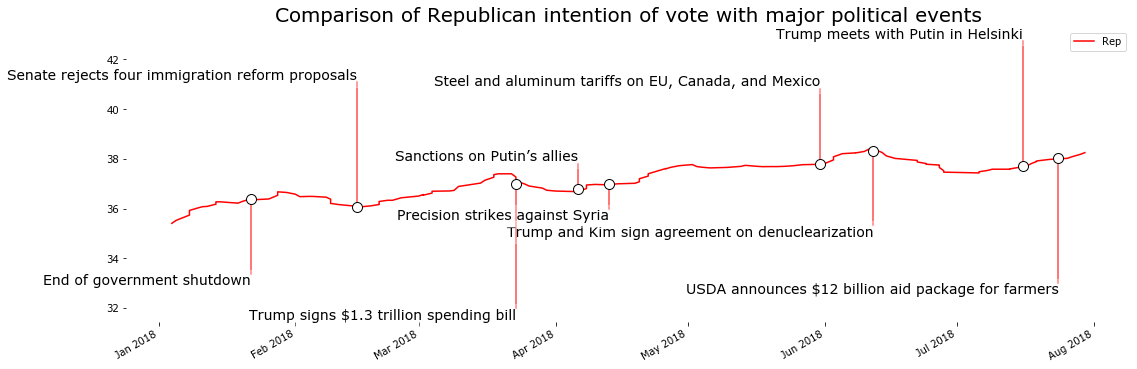 Comparison of Republican intention of vote with major political events
Trump meets with Putin in Helsinki
Rep
42
Senate rejects four immigration reform proposals
Steel and aluminum tariffs on EU, Canada, and Mexico
40
Sanctions on Putin’s allies
38
36
Precision strikes against Syria
Trump and Kim sign agreement on denuclearization
34
End of government shutdown
USDA announces $12 billion aid package for farmers
32
Trump signs $1.3 trillion spending bill
Jan 2018
Feb 2018
Mar 2018
Apr 2018
May 2018
Jun 2018
Jul 2018
Aug 2018